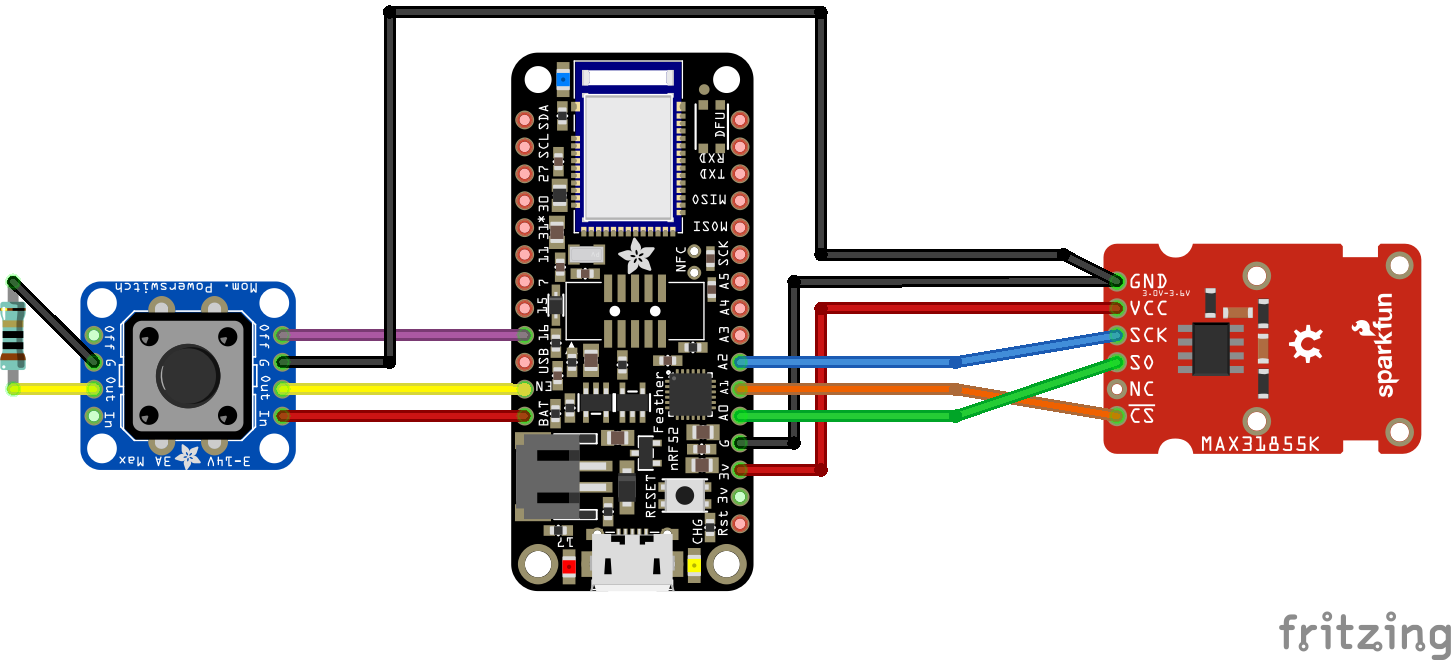 Mom. Powerswitch
Off
G
Out
In
Off
G
Out
In
3-14V 3A Max
SDA
SCL
27
30
31*
11
7
15
16
USB
EN
BAT
DFU
RXD
TXD
MISO
MOSI
SCK
A5
A4
A3
A2
A1
A0
G
3v
3v
Rst
NFC
nRF52 Feather
RESET
CHG
GND
3.0V-3.6V
VCC
SCK
SO
NC
CS
MAX31855K
sparkfun
fritzing